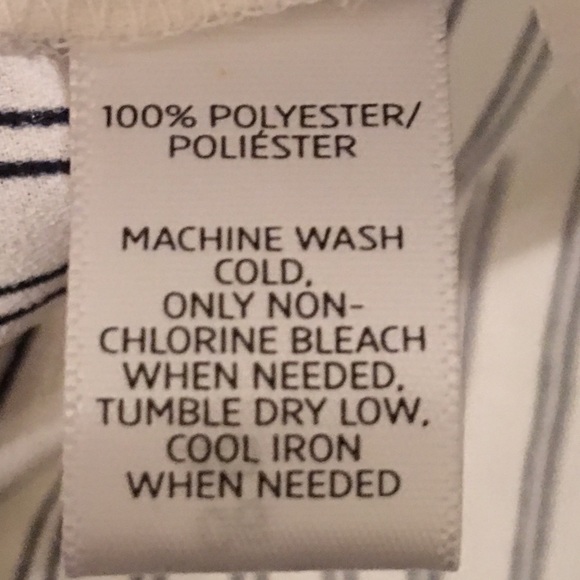 100% POLYESTER/
POLIÉSTER
MACHINE WASH
COLD,
ONLY NON-
CHLORINE BLEACH
WHEN NEEDED,
TUMBLE DRY LOW,
COOL IRON
WHEN NEEDED